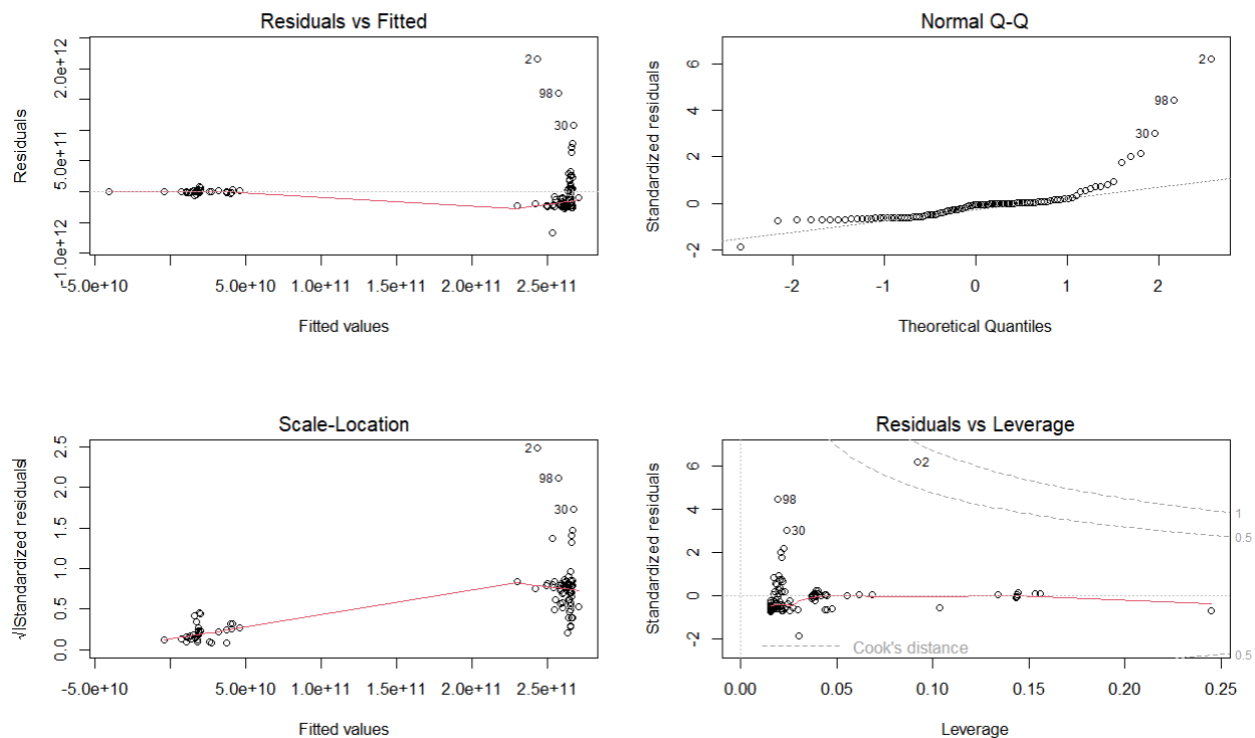 Residuals vs Fitted
Residuals
2.0e+12
5.0e+11
-1.0e+12
2
98
30
-5.0e+10
5.0e+10
1.0e+11
1.5e+11
2.0e+11
2.5e+11
Fitted values
Normal Q-Q
Standardized residuals
6
4
2
0
-2
2
98
30
-2
-1
0
1
2
Theoretical Quantiles
Scale-Location
√|Standardized residuals|
2.5
2.0
1.5
1.0
0.5
0.0
2
98
30
-5.0e+10
5.0e+10
1.0e+11
1.5e+11
2.0e+11
2.5e+11
Fitted values
Residuals vs Leverage
Standardized residuals
6
4
2
0
-2
2
98
30
1
0.5
0.5
Cook's distance
0.00
0.05
0.10
0.15
0.20
0.25
Leverage